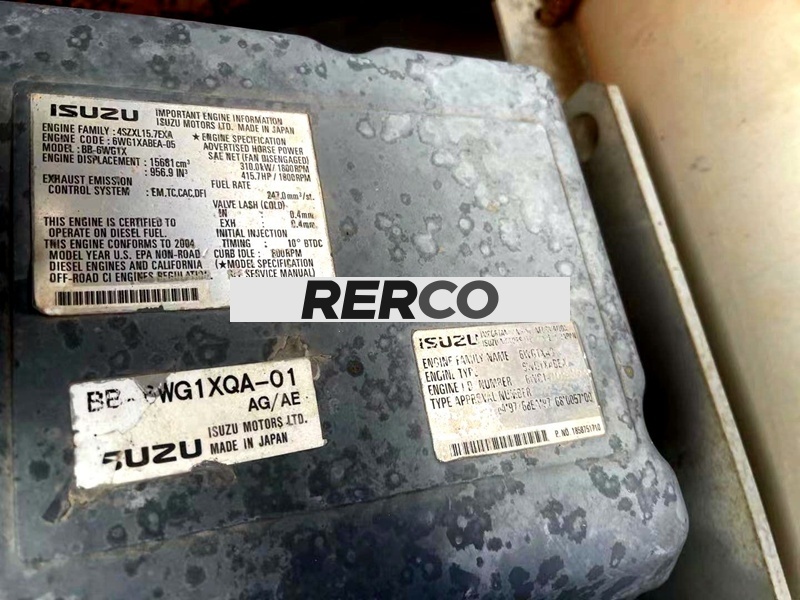 ISUZU IMPORTANT ENGINE INFORMATION
ISUZU MOTORS LTD. MADE IN JAPAN
ENGINE FAMILY : 4SZXL15.7EXA
ENGINE CODE : 6WG1XABEA-05
MODEL : BB-6WG1X
ENGINE DISPLACEMENT : 15681 cm³
= 956.9 IN³
EXHAUST EMISSION
CONTROL SYSTEM : EM,TC,CAC,DFI
★ ENGINE SPECIFICATION
ADVERTISED HORSE POWER
SAE NET (FAN DISENGAGED)
310.0kW/1800RPM
415.7HP/1800RPM
FUEL RATE
247.0mm³/st.
VALVE LASH (COLD)
IN : 0.4mm
EXH : 0.4mm
INITIAL INJECTION
TIMING : 10° BTDC
CURB IDLE : 800RPM
(★MODEL SPECIFICATION
SERVICE MANUAL)
THIS ENGINE IS CERTIFIED TO
OPERATE ON DIESEL FUEL.
THIS ENGINE CONFORMS TO 2004
MODEL YEAR U.S. EPA NON-ROAD
DIESEL ENGINES AND CALIFORNIA
OFF-ROAD CI ENGINES REGULATION
RERCO
ISUZU
ENGINE FAMILY NAME
ENGINE TYPE
ENGINE I.D NUMBER
TYPE APPROVAL NUMBER
P. NO.
BB-6WG1XQA-01
AG/AE
ISUZU ISUZU MOTORS LTD.
MADE IN JAPAN